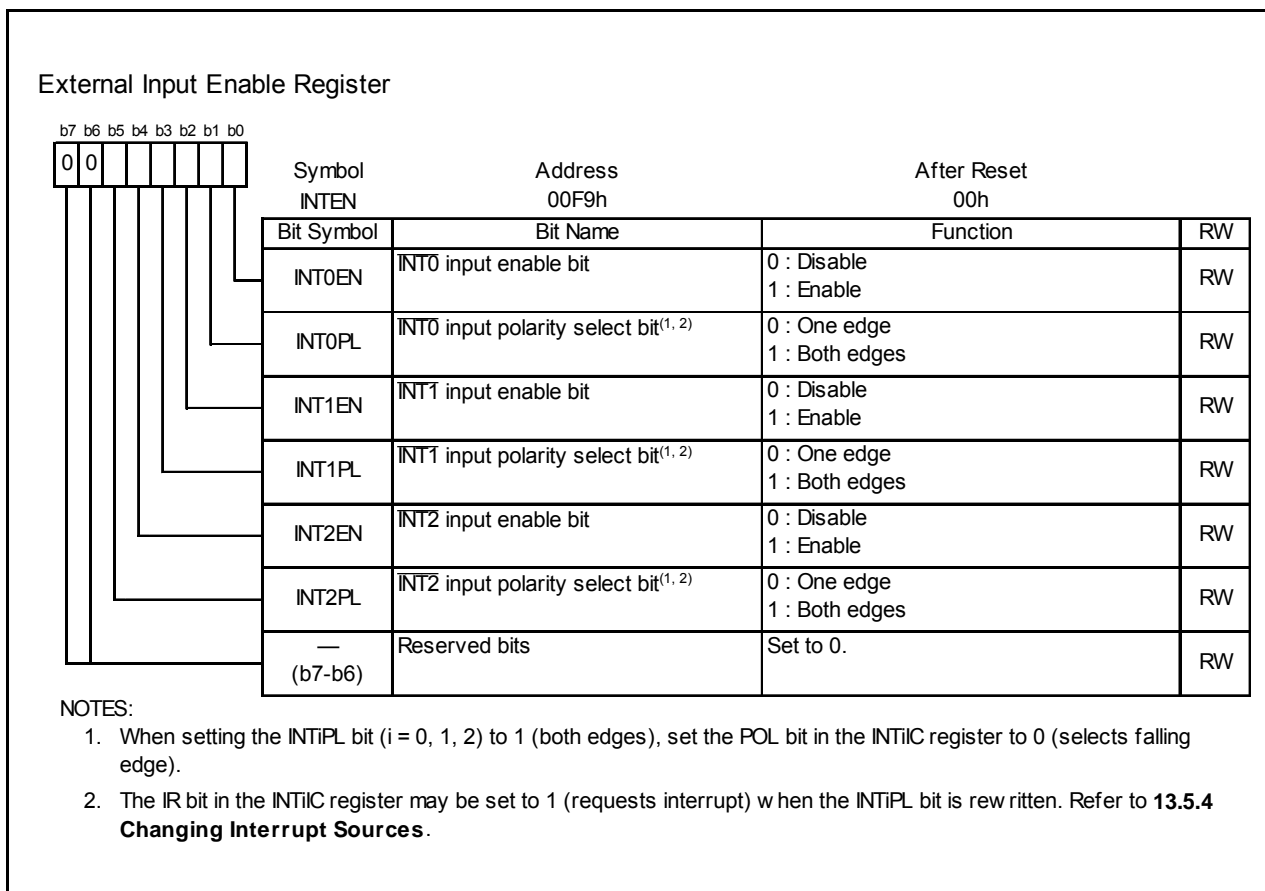 External Input Enable Register
b7 b6 b5 b4 b3 b2 b1 b0
0 0
Symbol Address After Reset
INTEN 00F9h 00h
Bit Symbol Bit Name Function RW
INT0EN INT0 input enable bit 0 : Disable
1 : Enable RW
INT0PL INT0 input polarity select bit(1, 2) 0 : One edge
1 : Both edges RW
INT1EN INT1 input enable bit 0 : Disable
1 : Enable RW
INT1PL INT1 input polarity select bit(1, 2) 0 : One edge
1 : Both edges RW
INT2EN INT2 input enable bit 0 : Disable
1 : Enable RW
INT2PL INT2 input polarity select bit(1, 2) 0 : One edge
1 : Both edges RW
— Reserved bits Set to 0. RW
(b7-b6)
NOTES:
1. When setting the INTiPL bit (i = 0, 1, 2) to 1 (both edges), set the POL bit in the INTiIC register to 0 (selects falling
edge).
2. The IR bit in the INTiIC register may be set to 1 (requests interrupt) when the INTiPL bit is rewritten. Refer to 13.5.4
Changing Interrupt Sources.